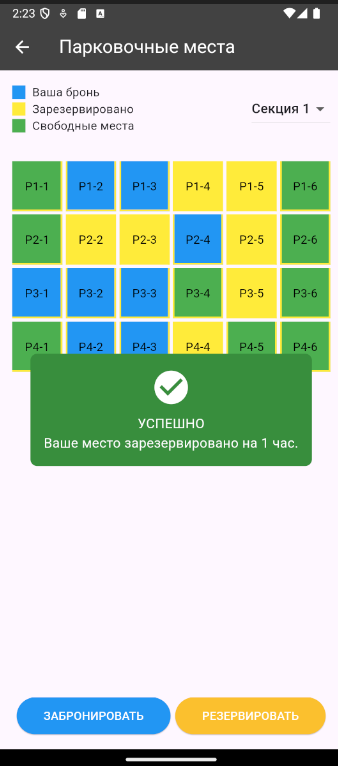 2:23
Парковочные места
Ваша бронь
Зарезервировано
Свободные места
Секция 1
P1-1 P1-2 P1-3 P1-4 P1-5 P1-6
P2-1 P2-2 P2-3 P2-4 P2-5 P2-6
P3-1 P3-2 P3-3 P3-4 P3-5 P3-6
P4-1 P4-2 P4-3 P4-4 P4-5 P4-6
УСПЕШНО
Ваше место зарезервировано на 1 час.
ЗАБРОНИРОВАТЬ РЕЗЕРВИРОВАТЬ